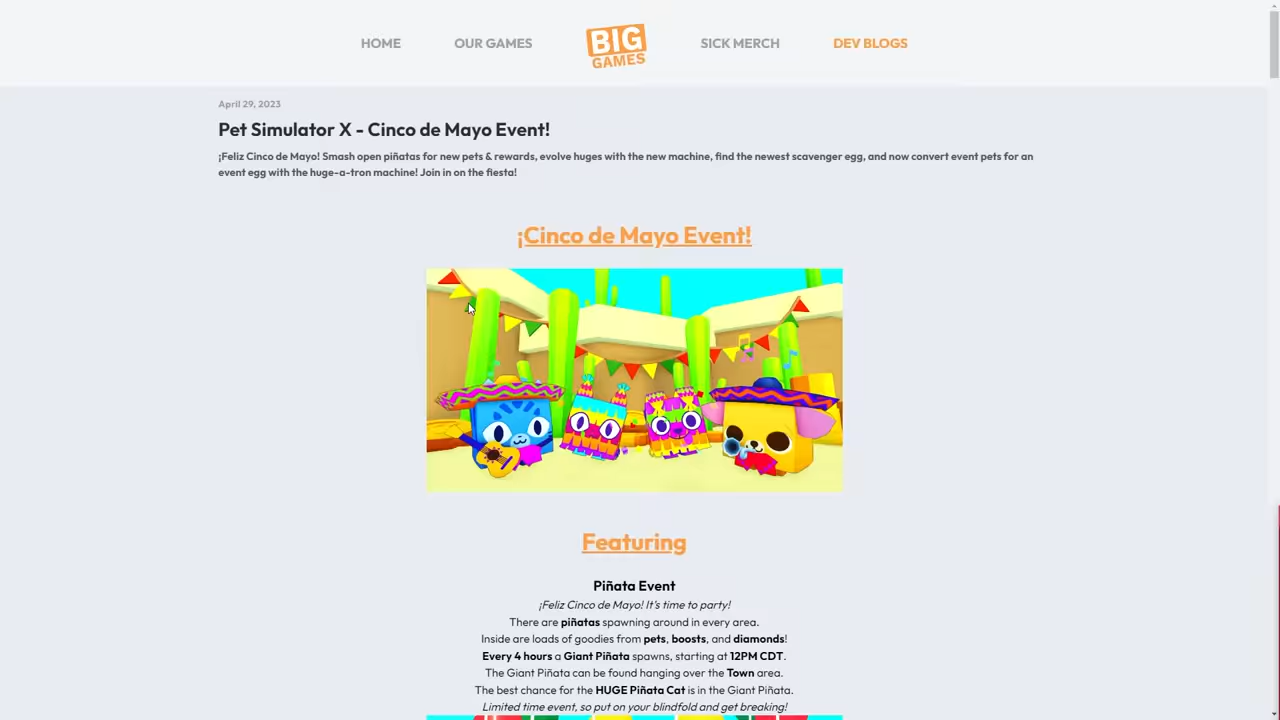 HOME
OUR GAMES
BIG
GAMES
SICK MERCH
DEV BLOGS
April 29, 2023
Pet Simulator X - Cinco de Mayo Event!
¡Feliz Cinco de Mayo! Smash open piñatas for new pets & rewards, evolve huges with the new machine, find the newest scavenger egg, and now convert event pets for an
event egg with the huge-a-tron machine! Join in on the fiesta!
¡Cinco de Mayo Event!
Featuring
Piñata Event
¡Feliz Cinco de Mayo! It's time to party!
There are piñatas spawning around in every area.
Inside are loads of goodies from pets, boosts, and diamonds!
Every 4 hours a Giant Piñata spawns, starting at 12PM CDT.
The Giant Piñata can be found hanging over the Town area.
The best chance for the HUGE Piñata Cat is in the Giant Piñata.
Limited time event, so put on your blindfold and get breaking!